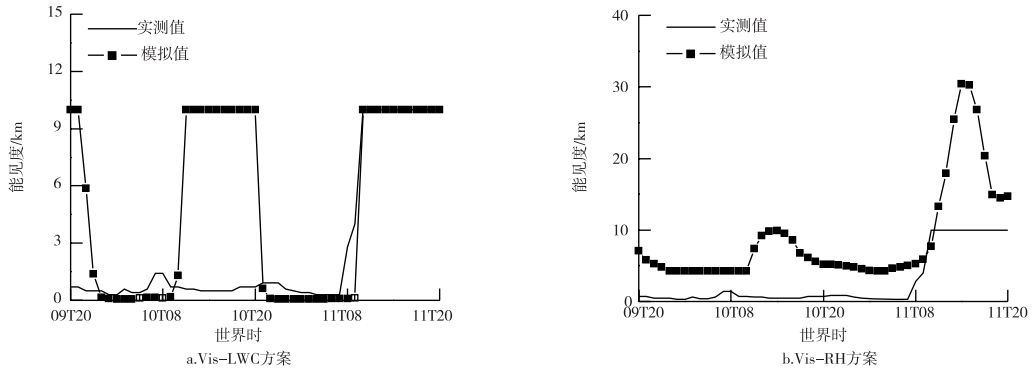 15
12
9
6
3
0
能见度/km
实测值
模拟值
09T20
10T08
10T20
11T08
11T20
世界时
a.Vis-LWC方案
40
30
20
10
0
能见度/km
实测值
模拟值
09T20
10T08
10T20
11T08
11T20
世界时
b.Vis-RH方案